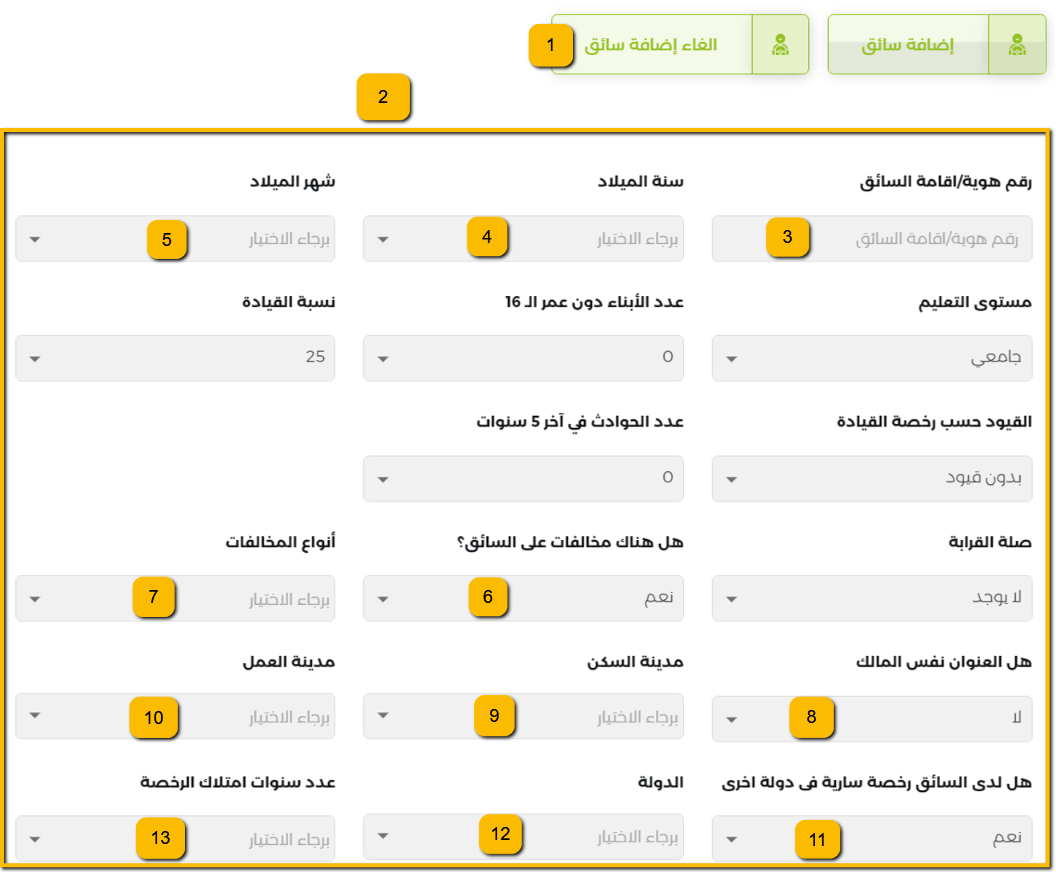 إضافة سائق
الغاء إضافة سائق
1
2
رقم هوية/اقامة السائق
سنة الميلاد
شهر الميلاد
رقم هوية/اقامة السائق
3
برجاء الاختيار
4
برجاء الاختيار
5
مستوى التعليم
عدد الأبناء دون عمر الـ 16
نسبة القيادة
جامعي
0
25
القيود حسب رخصة القيادة
عدد الحوادث في آخر 5 سنوات
بدون قيود
0
صلة القرابة
هل هناك مخالفات على السائق؟
أنواع المخالفات
لا يوجد
نعم
6
برجاء الاختيار
7
هل العنوان نفس المالك
مدينة السكن
مدينة العمل
لا
8
برجاء الاختيار
9
برجاء الاختيار
10
هل لدى السائق رخصة سارية فى دولة اخرى
الدولة
عدد سنوات امتلاك الرخصة
نعم
11
برجاء الاختيار
12
برجاء الاختيار
13